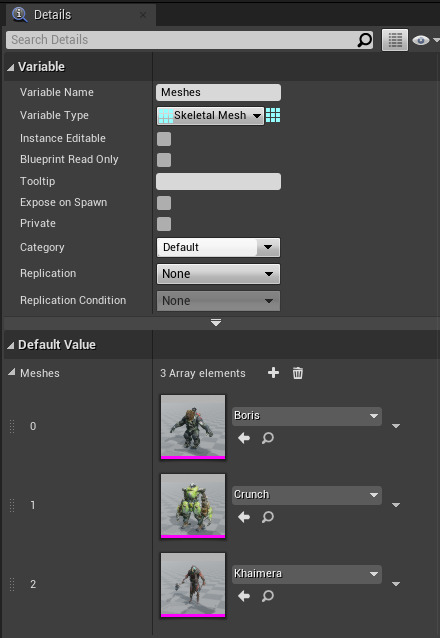 Details
Search Details
Variable
Variable Name Meshes
Variable Type Skeletal Mesh
Instance Editable
Blueprint Read Only
Tooltip
Expose on Spawn
Private
Category Default
Replication None
Replication Condition None
Default Value
Meshes 3 Array elements
0 Boris
1 Crunch
2 Khaimera